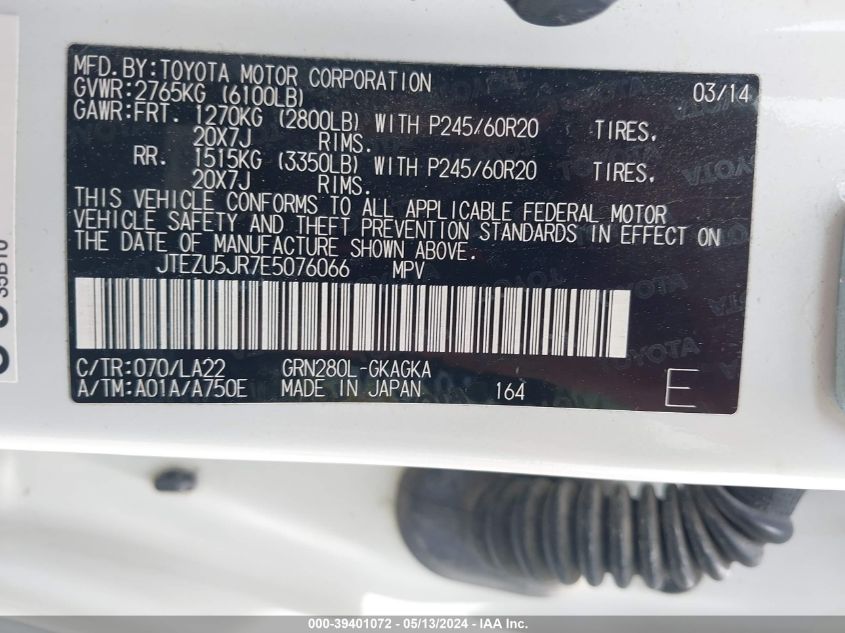 MFD.BY:TOYOTA MOTOR CORPORATION 03/14
GVWR:2765KG (6100LB)
GAWR:FRT. 1270KG (2800LB) WITH P245/60R20 TIRES.
20X7J RIMS.
RR. 1515KG (3350LB) WITH P245/60R20 TIRES.
20X7J RIMS.
THIS VEHICLE CONFORMS TO ALL APPLICABLE FEDERAL MOTOR
VEHICLE SAFETY AND THEFT PREVENTION STANDARDS IN EFFECT ON
THE DATE OF MANUFACTURE SHOWN ABOVE.
JTEZU5JR7E5076066 MPV
C/TR:070/LA22 GRN280L-GKAGKA
A/TM:A01A/A750E MADE IN JAPAN 164 E
35B10
000-39401072 - 05/13/2024 - IAA Inc.